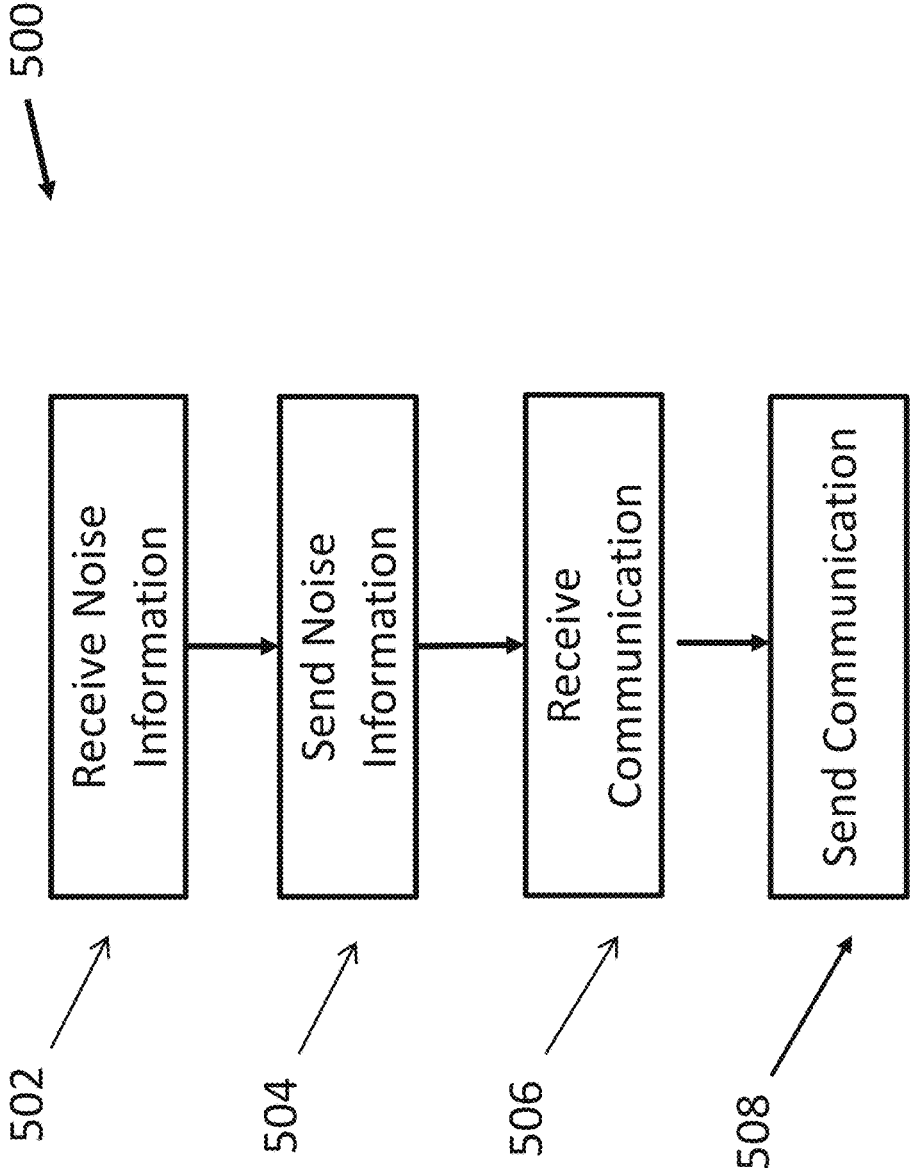 500
502
Receive Noise
Information
504
Send Noise
Information
506
Receive
Communication
508
Send Communication